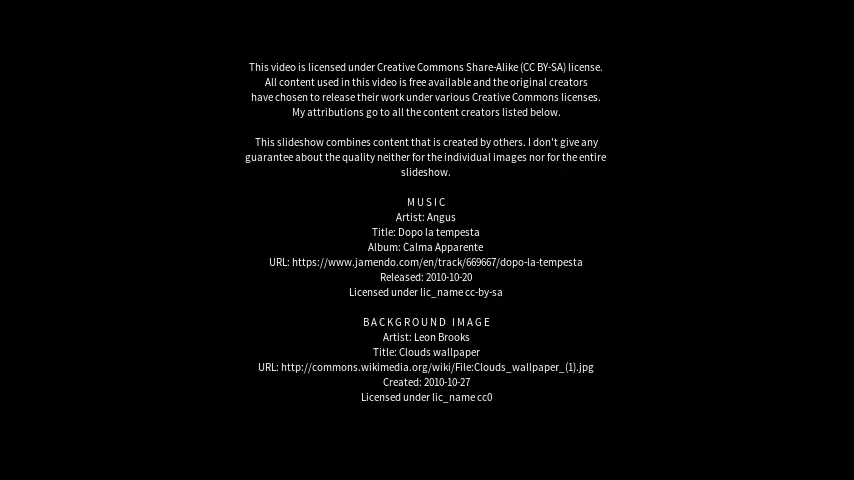 This video is licensed under Creative Commons Share-Alike (CC BY-SA) license.
All content used in this video is free available and the original creators
have chosen to release their work under various Creative Commons licenses.
My attributions go to all the content creators listed below.
This slideshow combines content that is created by others. I don't give any
guarantee about the quality neither for the individual images nor for the entire
slideshow.
M U S I C
Artist: Angus
Title: Dopo la tempesta
Album: Calma Apparente
URL: https://www.jamendo.com/en/track/669667/dopo-la-tempesta
Released: 2010-10-20
Licensed under lic_name cc-by-sa
B A C K G R O U N D   I M A G E
Artist: Leon Brooks
Title: Clouds wallpaper
URL: http://commons.wikimedia.org/wiki/File:Clouds_wallpaper_(1).jpg
Created: 2010-10-27
Licensed under lic_name cc0